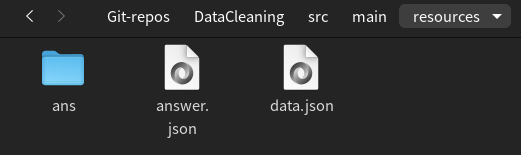 Git-repos DataCleaning src main resources
ans answer. data.json
json